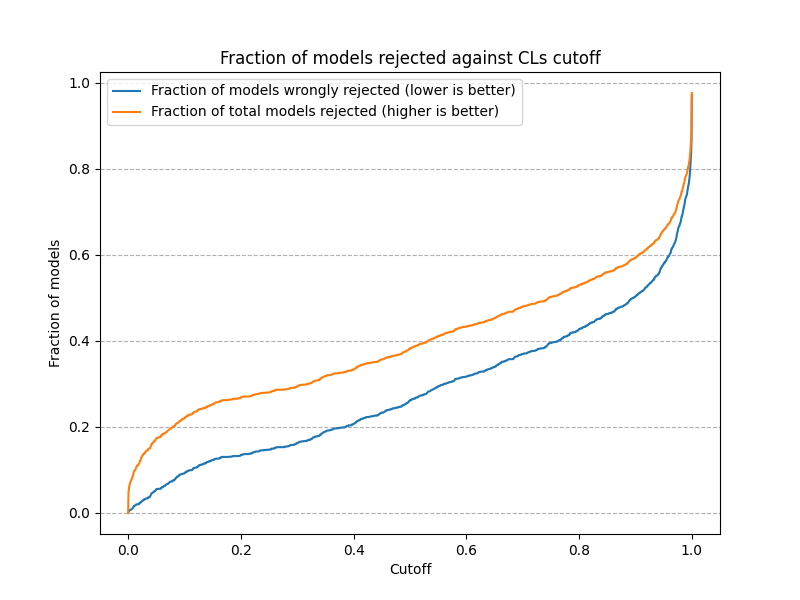 Fraction of models rejected against CLs cutoff
Fraction of models wrongly rejected (lower is better)
Fraction of total models rejected (higher is better)
Fraction of models
1.0
0.8
0.6
0.4
0.2
0.0
0.0 0.2 0.4 0.6 0.8 1.0
Cutoff